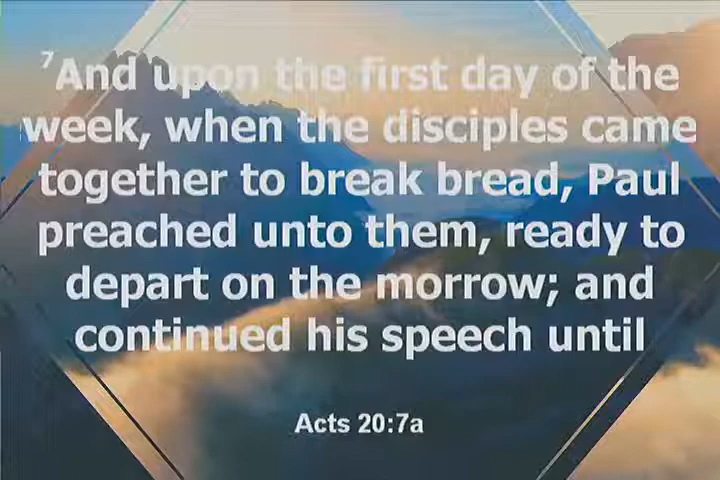 7And upon the first day of the
week, when the disciples came
together to break bread, Paul
preached unto them, ready to
depart on the morrow; and
continued his speech until
Acts 20:7a